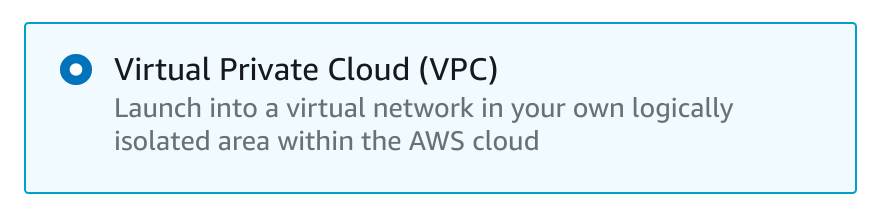 Virtual Private Cloud (VPC)
Launch into a virtual network in your own logically
isolated area within the AWS cloud